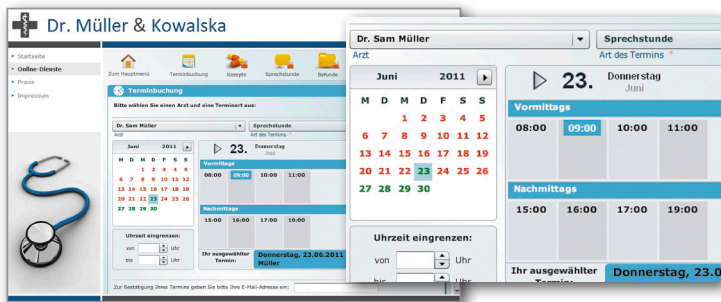 Dr. Müller & Kowalska
Startseite
Online-Dienste
Praxis
Impressum
Zum Hauptmenü Terminbuchung Rezepte Sprechstunde Befunde
Terminbuchung
Bitte wählen Sie einen Arzt und eine Terminart aus:
Dr. Sam Müller Sprechstunde
Arzt Art des Termins *
Juni 2011
23. Donnerstag
Juni
M D M D F S S
1 2 3 4 5
6 7 8 9 10 11 12
13 14 15 16 17 18 19
20 21 22 23 24 25 26
27 28 29 30
Vormittags
08:00 09:00 10:00 11:00
Nachmittags
15:00 16:00 17:00 19:00
Uhrzeit eingrenzen:
von Uhr
bis Uhr
Ihr ausgewählter Termin:
Donnerstag, 23.06.2011
Müller
Zur Bestätigung Ihres Termins geben Sie bitte Ihre E-Mail-Adresse ein:
Dr. Sam Müller Sprechstunde
Arzt Art des Termins *
Juni 2011
23. Donnerstag
Juni
M D M D F S S
1 2 3 4 5
6 7 8 9 10 11 12
13 14 15 16 17 18 19
20 21 22 23 24 25 26
27 28 29 30
Vormittags
08:00 09:00 10:00 11:00
Nachmittags
15:00 16:00 17:00 19:00
Uhrzeit eingrenzen:
von Uhr
bis Uhr
Ihr ausgewählter
Termin:
Donnerstag, 23.0